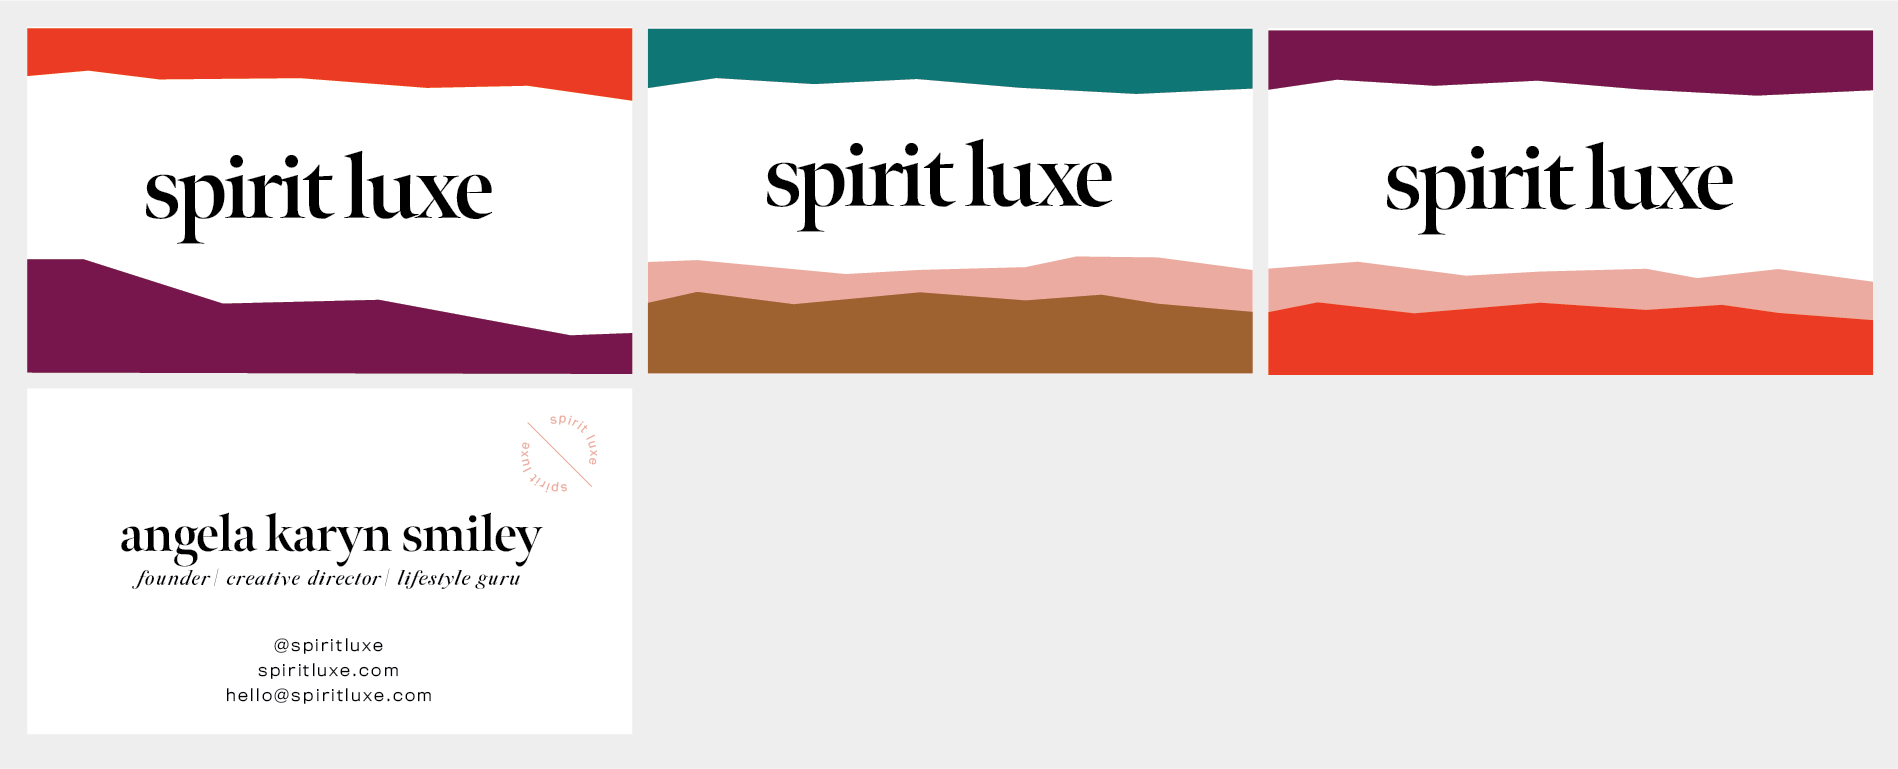 spirit luxe
spirit luxe
spirit luxe
spirit luxe
spirit luxe
angela karyn smiley
founder | creative director | lifestyle guru
@spiritluxe
spiritluxe.com
hello@spiritluxe.com